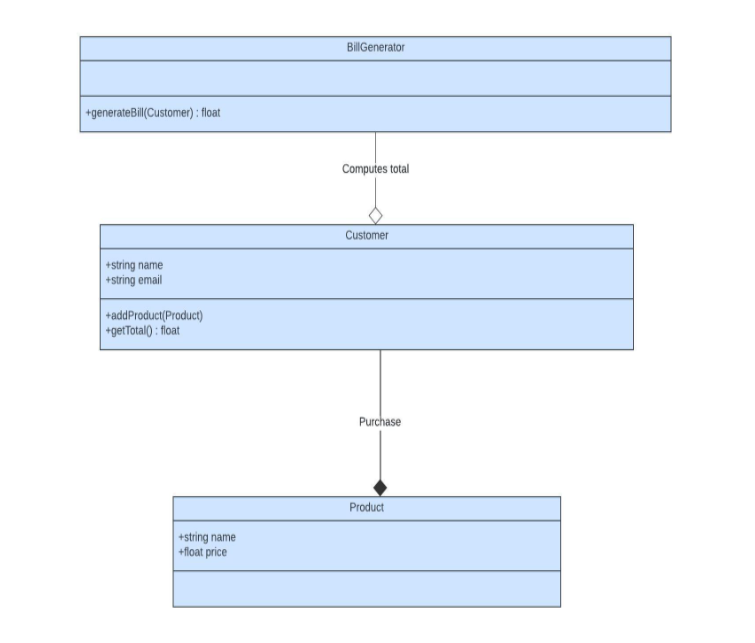 BillGenerator
+generateBill(Customer) : float
Computes total
Customer
+string name
+string email
+addProduct(Product)
+getTotal() : float
Purchase
Product
+string name
+float price